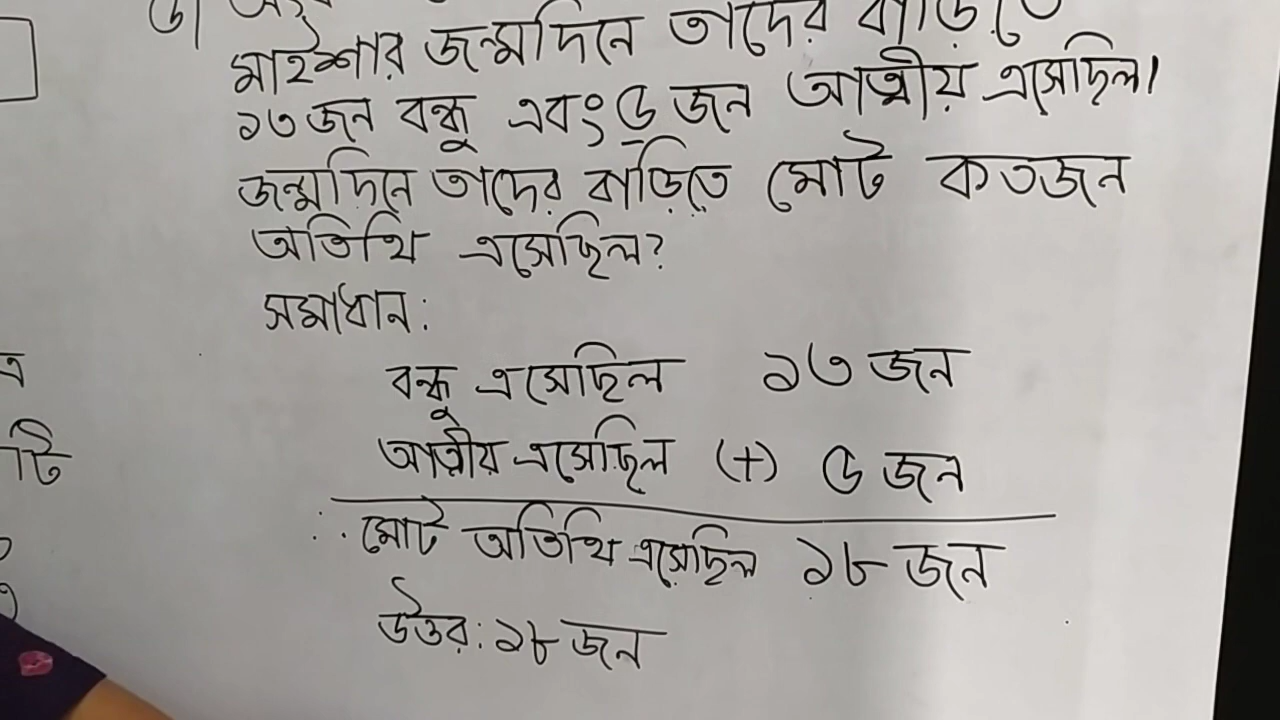 ৫।
মাইশার জন্মদিনে তাদের বাড়িতে
১৩ জন বন্ধু এবং ৫ জন আত্মীয় এসেছিল।
জন্মদিনে তাদের বাড়িতে মোট কতজন
অতিথি এসেছিল?
সমাধান:
বন্ধু এসেছিল ১৩ জন
আত্মীয় এসেছিল (+) ৫ জন
∴ মোট অতিথি এসেছিল ১৮ জন
উত্তর: ১৮ জন
টি